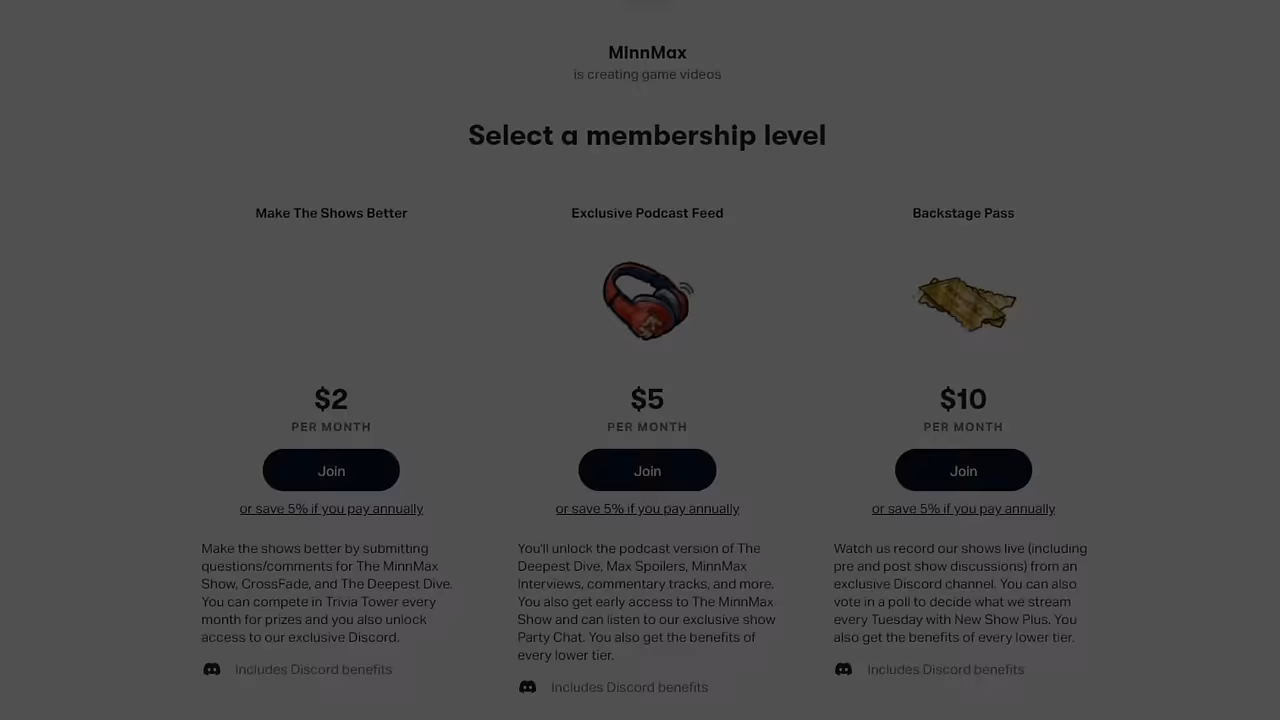 MinnMax
is creating game videos
Select a membership level
Make The Shows Better
$2
PER MONTH
Join
or save 5% if you pay annually
Make the shows better by submitting
questions/comments for The MinnMax
Show, CrossFade, and The Deepest Dive.
You can compete in Trivia Tower every
month for prizes and you also unlock
access to our exclusive Discord.
Includes Discord benefits
Exclusive Podcast Feed
$5
PER MONTH
Join
or save 5% if you pay annually
You'll unlock the podcast version of The
Deepest Dive, Max Spoilers, MinnMax
Interviews, commentary tracks, and more.
You also get early access to The MinnMax
Show and can listen to our exclusive show
Party Chat. You also get the benefits of
every lower tier.
Includes Discord benefits
Backstage Pass
$10
PER MONTH
Join
or save 5% if you pay annually
Watch us record our shows live (including
pre and post show discussions) from an
exclusive Discord channel. You can also
vote in a poll to decide what we stream
every Tuesday with New Show Plus. You
also get the benefits of every lower tier.
Includes Discord benefits